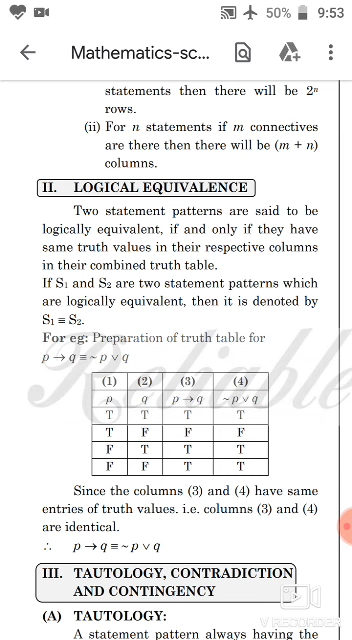 50% 9:53
Mathematics-sc...
statements then there will be 2ⁿ
rows.
(ii) For n statements if m connectives
are there then there will be (m + n)
columns.
II. LOGICAL EQUIVALENCE
Two statement patterns are said to be
logically equivalent, if and only if they have
same truth values in their respective columns
in their combined truth table.
If S₁ and S₂ are two statement patterns which
are logically equivalent, then it is denoted by
S₁ ≡ S₂.
For eg: Preparation of truth table for
p → q ≡ ~ p ∨ q
(1) (2) (3) (4)
p q p → q ~ p ∨ q
T T T T
T F F F
F T T T
F F T T
Reliable
Since the columns (3) and (4) have same
entries of truth values. i.e. columns (3) and (4)
are identical.
∴ p → q ≡ ~ p ∨ q
III. TAUTOLOGY, CONTRADICTION
AND CONTINGENCY
V RECORDER
(A) TAUTOLOGY:
A statement pattern always having the